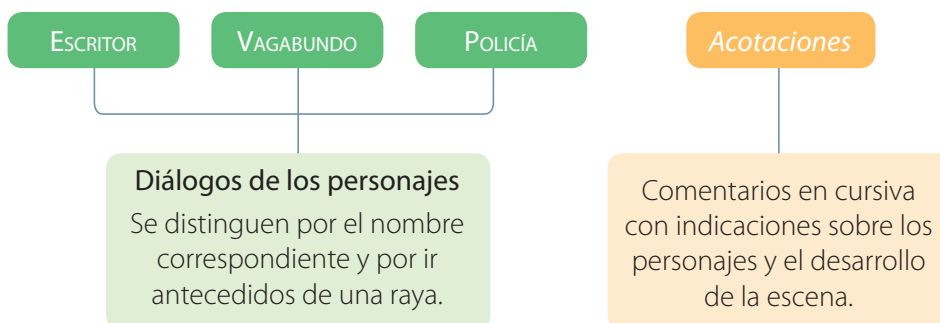 Escritor
Vagabundo
Policía
Acotaciones
Diálogos de los personajes
Se distinguen por el nombre
correspondiente y por ir
antecedidos de una raya.
Comentarios en cursiva
con indicaciones sobre los
personajes y el desarrollo
de la escena.